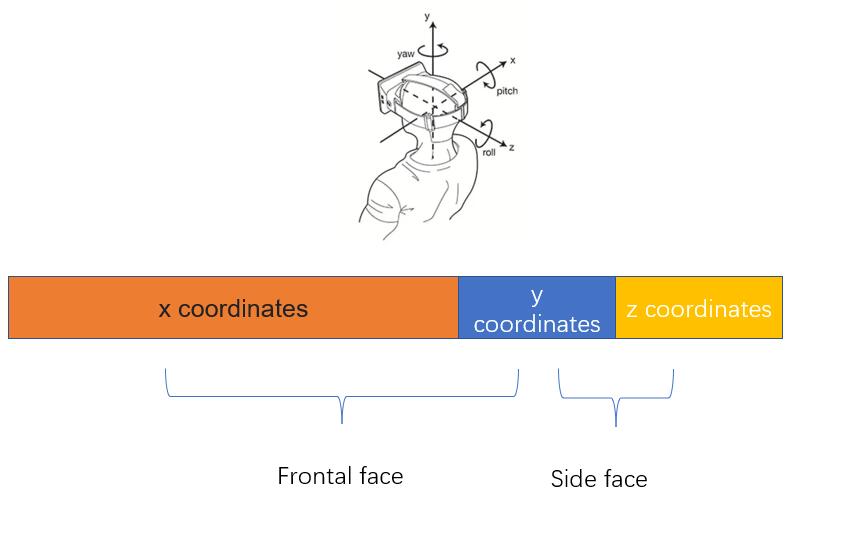 y
yaw
x
pitch
z
roll
x coordinates
y
coordinates
z coordinates
Frontal face
Side face